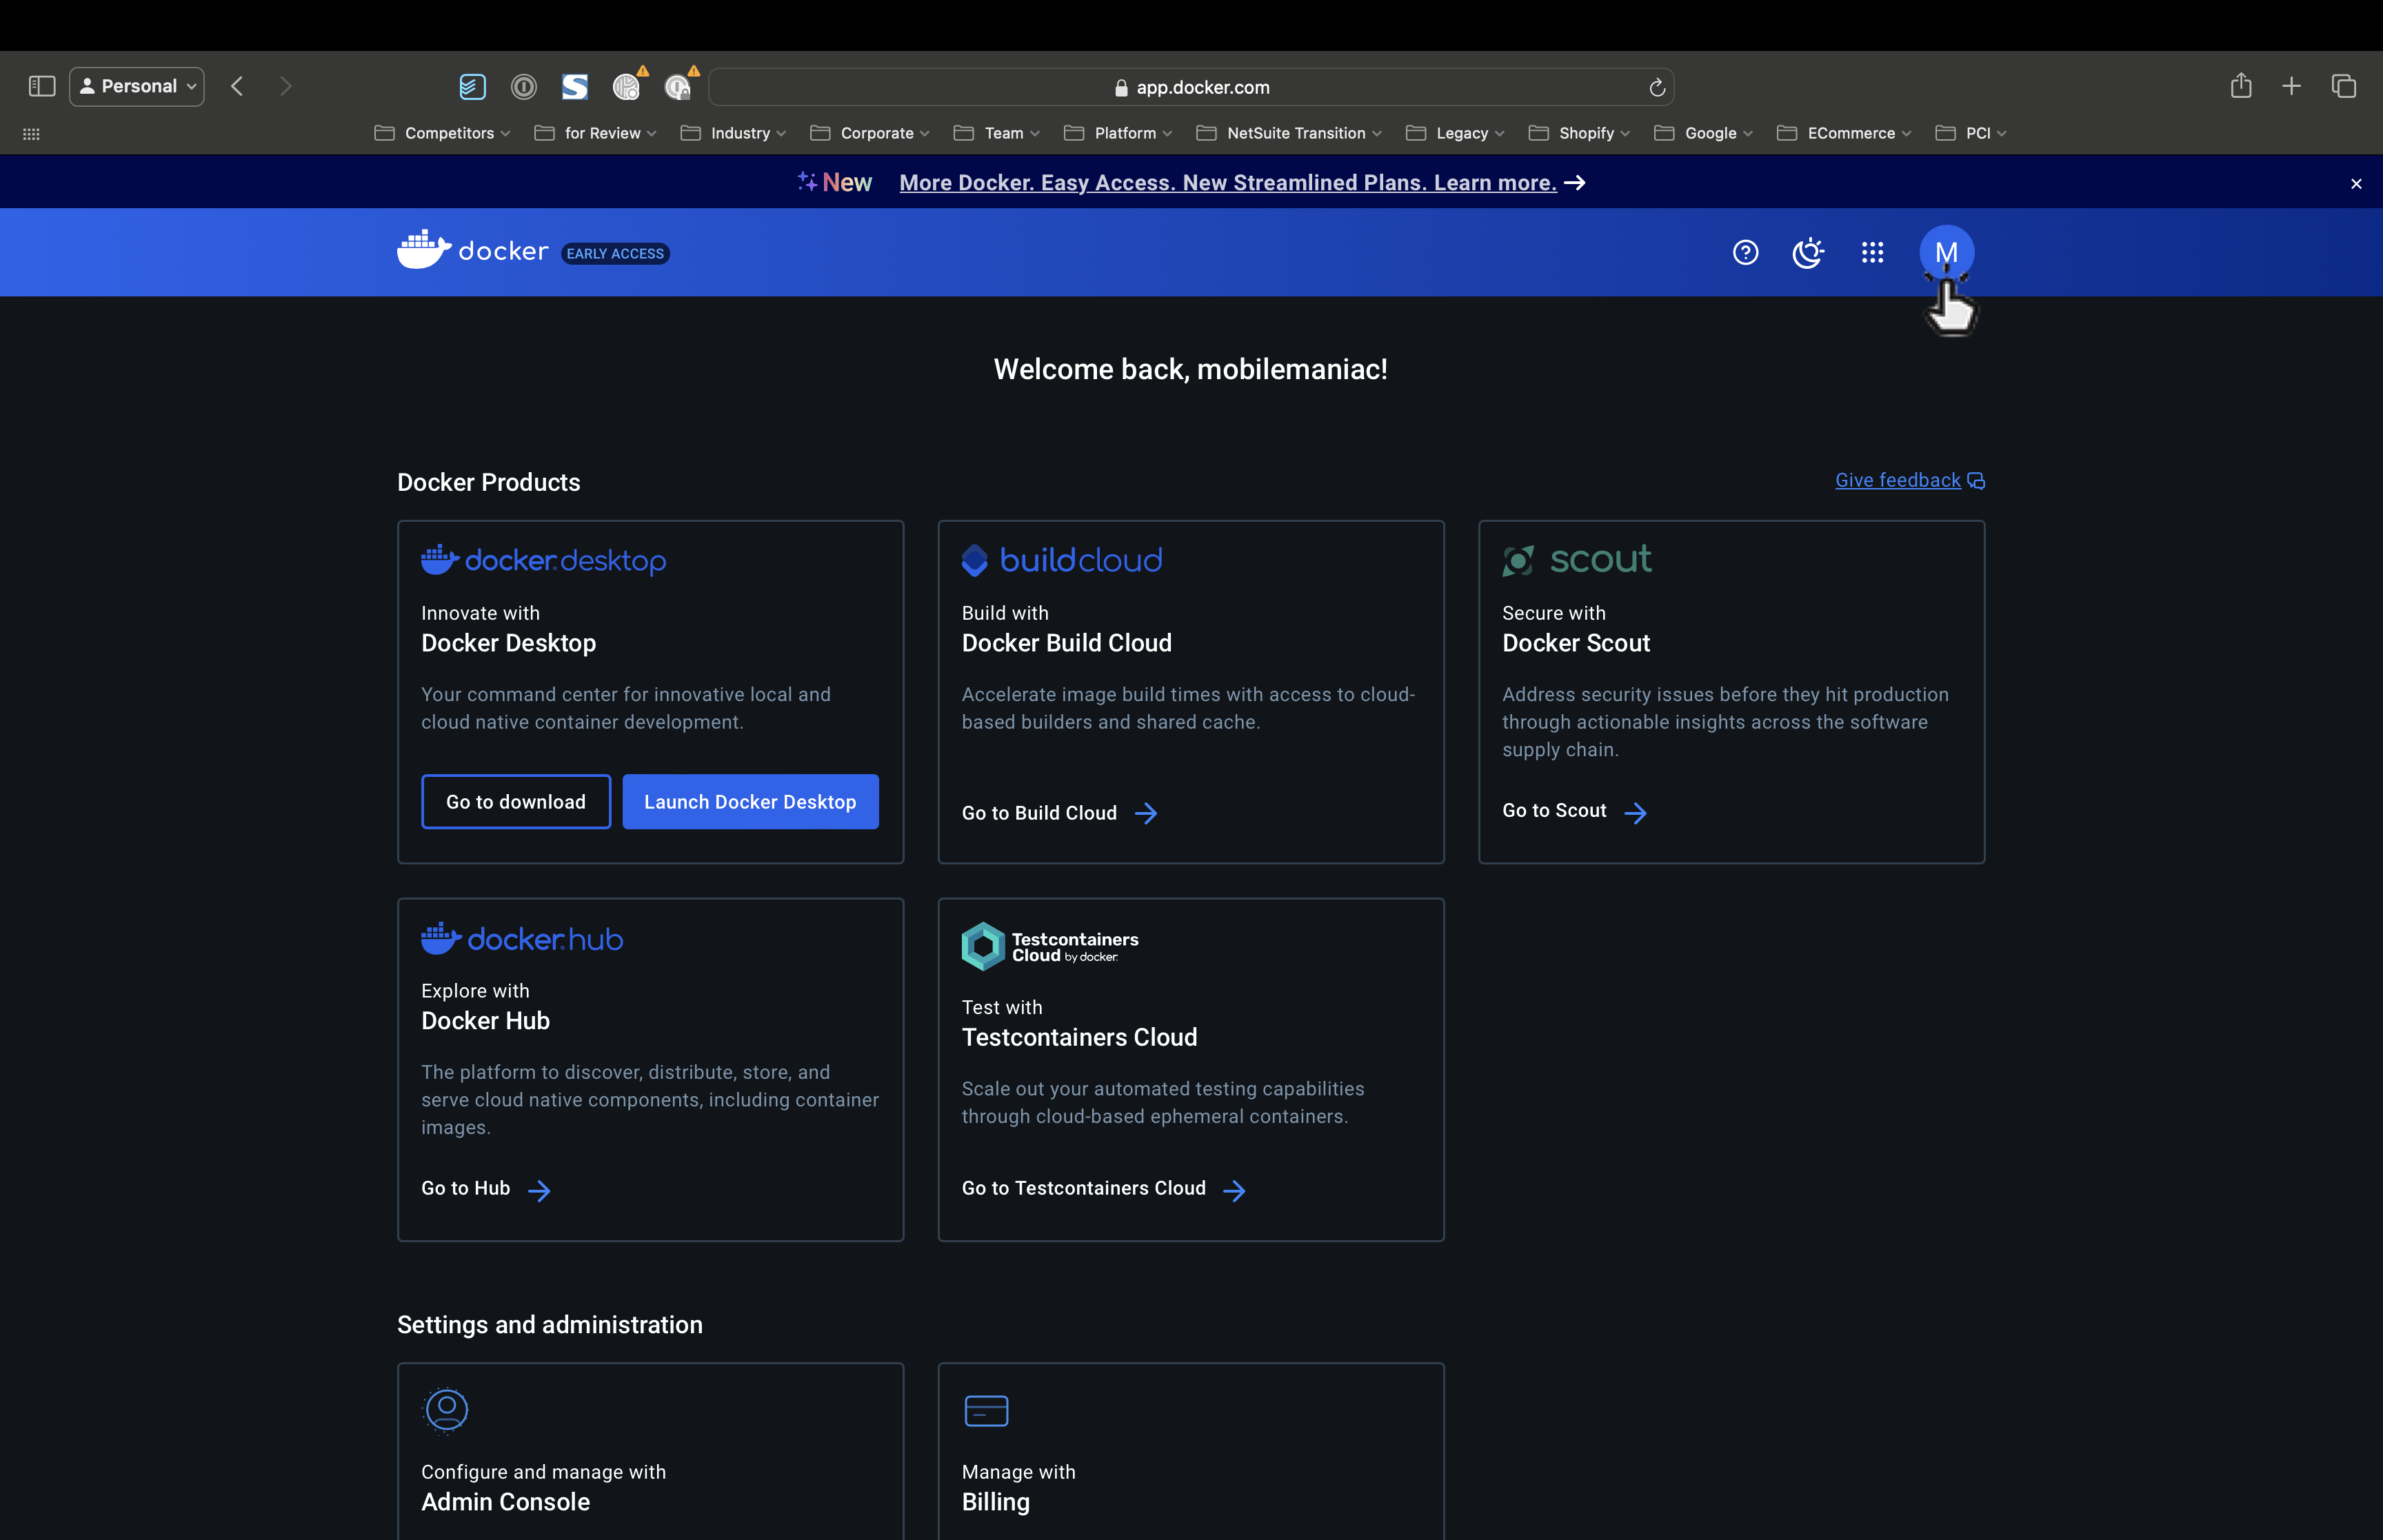 Personal
app.docker.com
Competitors for Review Industry Corporate Team Platform NetSuite Transition Legacy Shopify Google ECommerce PCI
New More Docker. Easy Access. New Streamlined Plans. Learn more.
docker EARLY ACCESS
M
Welcome back, mobilemaniac!
Docker Products
Give feedback
docker.desktop
Innovate with
Docker Desktop
Your command center for innovative local and
cloud native container development.
Go to download
Launch Docker Desktop
buildcloud
Build with
Docker Build Cloud
Accelerate image build times with access to cloud-
based builders and shared cache.
Go to Build Cloud
scout
Secure with
Docker Scout
Address security issues before they hit production
through actionable insights across the software
supply chain.
Go to Scout
docker.hub
Explore with
Docker Hub
The platform to discover, distribute, store, and
serve cloud native components, including container
images.
Go to Hub
Testcontainers
Cloud by docker.
Test with
Testcontainers Cloud
Scale out your automated testing capabilities
through cloud-based ephemeral containers.
Go to Testcontainers Cloud
Settings and administration
Configure and manage with
Admin Console
Manage with
Billing